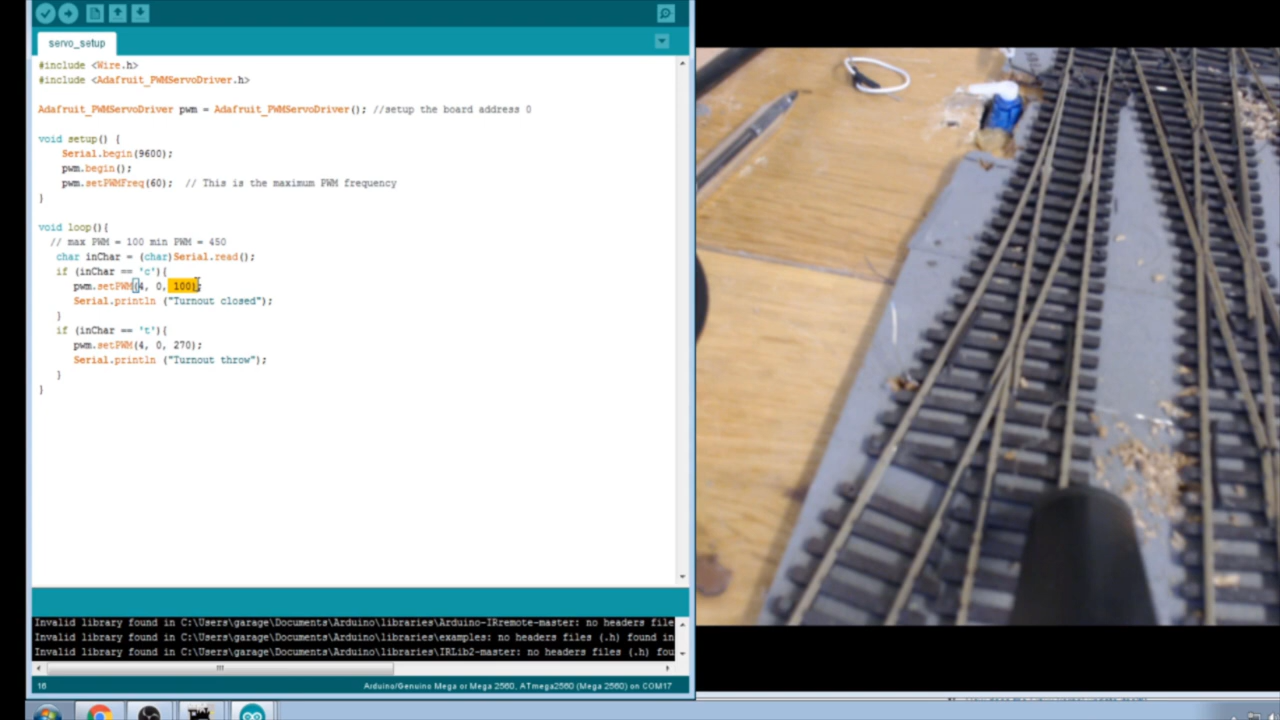 servo_setup
#include <Wire.h>
#include <Adafruit_PWMServoDriver.h>
Adafruit_PWMServoDriver pwm = Adafruit_PWMServoDriver(); //setup the board address 0
void setup() {
Serial.begin(9600);
pwm.begin();
pwm.setPWMFreq(60);  // This is the maximum PWM frequency
}
void loop(){
// max PWM = 100 min PWM = 450
char inChar = (char)Serial.read();
if (inChar == 'c'){
pwm.setPWM(4, 0, 100);
Serial.println ("Turnout closed");
}
if (inChar == 't'){
pwm.setPWM(4, 0, 270);
Serial.println ("Turnout throw");
}
}
Invalid library found in C:\Users\garage\Documents\Arduino\libraries\Arduino-IRremote-master: no headers file
Invalid library found in C:\Users\garage\Documents\Arduino\libraries\examples: no headers files (.h) found in
Invalid library found in C:\Users\garage\Documents\Arduino\libraries\IRLib2-master: no headers files (.h) fou
16
Arduino/Genuino Mega or Mega 2560, ATmega2560 (Mega 2560) on COM17